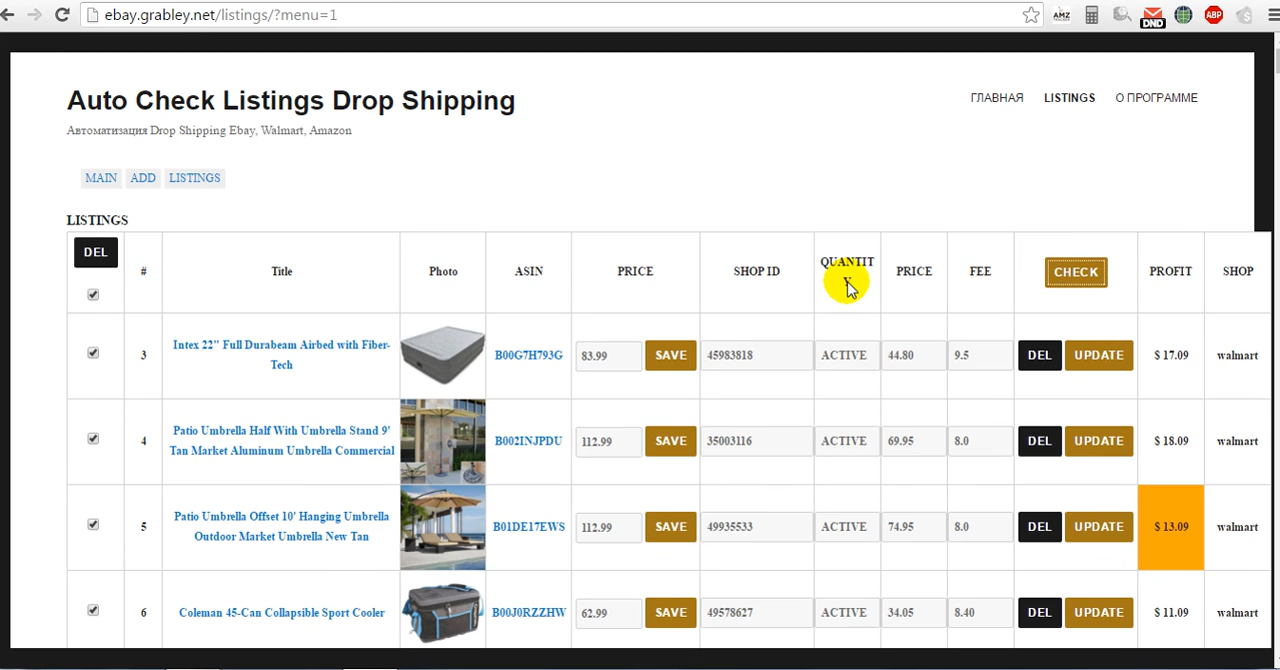 ebay.grabley.net/listings/?menu=1
AMZ
DND
ABP
Auto Check Listings Drop Shipping
ГЛАВНАЯ LISTINGS О ПРОГРАММЕ
Автоматизация Drop Shipping Ebay, Walmart, Amazon
MAIN ADD LISTINGS
LISTINGS
DEL # Title Photo ASIN PRICE SHOP ID QUANTIT
Y PRICE FEE CHECK PROFIT SHOP
3 Intex 22" Full Durabeam Airbed with Fiber-
Tech B00G7H793G 83.99 SAVE 45983818 ACTIVE 44.80 9.5 DEL UPDATE $ 17.09 walmart
4 Patio Umbrella Half With Umbrella Stand 9'
Tan Market Aluminum Umbrella Commercial B002INJPDU 112.99 SAVE 35003116 ACTIVE 69.95 8.0 DEL UPDATE $ 18.09 walmart
5 Patio Umbrella Offset 10' Hanging Umbrella
Outdoor Market Umbrella New Tan B01DE17EWS 112.99 SAVE 49935533 ACTIVE 74.95 8.0 DEL UPDATE $ 13.09 walmart
6 Coleman 45-Can Collapsible Sport Cooler B00J0RZZHW 62.99 SAVE 49578627 ACTIVE 34.05 8.40 DEL UPDATE $ 11.09 walmart